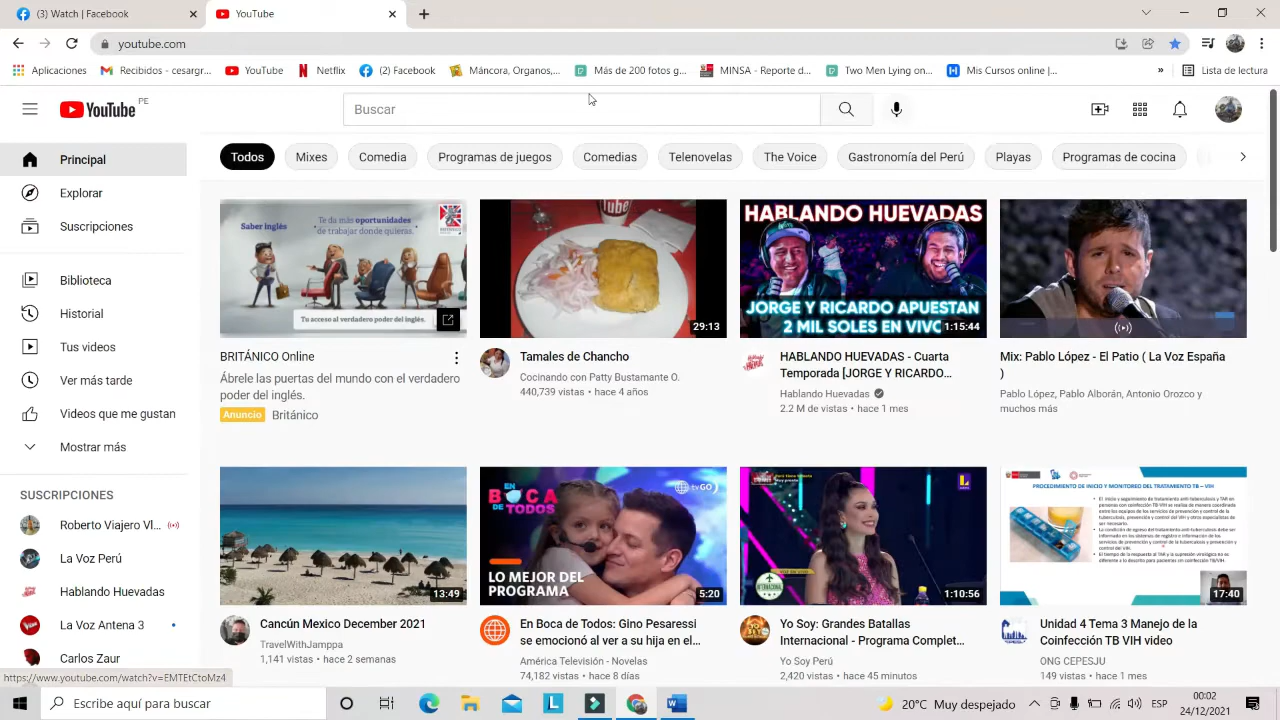 (3) Watch | Facebook
YouTube
youtube.com
Aplicaciones
Recibidos - cesargr...
YouTube
Netflix
(2) Facebook
Máncora, Organos,...
Más de 200 fotos g...
MINSA - Reporte d...
Two Men Lying on...
Mis Cursos online |...
»
Lista de lectura
YouTube PE
Buscar
Principal
Explorar
Suscripciones
Biblioteca
Historial
Tus videos
Ver más tarde
Videos que me gustan
Mostrar más
SUSCRIPCIONES
Roberto Viajero Vl...
La Voz Perú
Hablando Huevadas
La Voz Antena 3
Carlos Zaur
Todos
Mixes
Comedia
Programas de juegos
Comedias
Telenovelas
The Voice
Gastronomía del Perú
Playas
Programas de cocina
Saber inglés
Te da más oportunidades
de trabajar donde quieras.
Tu acceso al verdadero poder del inglés.
BRITÁNICO Online
Ábrele las puertas del mundo con el verdadero
poder del inglés.
Anuncio Británico
Tube
29:13
Tamales de Chancho
Cocinando con Patty Bustamante O.
440,739 vistas • hace 4 años
HABLANDO HUEVADAS
JORGE Y RICARDO APUESTAN
2 MIL SOLES EN VIVO
1:15:44
HABLANDO HUEVADAS - Cuarta
Temporada [JORGE Y RICARDO...
Hablando Huevadas
2.2 M de vistas • hace 1 mes
Mix: Pablo López - El Patio ( La Voz España
)
Pablo López, Pablo Alborán, Antonio Orozco y
muchos más
13:49
Cancún Mexico December 2021
TravelWithJamppa
1,141 vistas • hace 2 semanas
EN
BOCA
DE TODOS
tvGO
LO MEJOR DEL
PROGRAMA
5:20
En Boca de Todos: Gino Pesaressi
se emocionó al ver a su hija en el...
América Televisión - Novelas
74,182 vistas • hace 8 días
1:10:56
Yo Soy: Grandes Batallas
Internacional - Programa Complet...
Yo Soy Perú
2,420 vistas • hace 45 minutos
PROCEDIMIENTO DE INICIO Y MONITOREO DEL TRATAMIENTO TB – VIH
17:40
Unidad 4 Tema 3 Manejo de la
Coinfección TB VIH video
ONG CEPESJU
149 vistas • hace 1 mes
https://www.youtube.com/watch?v=EMTEtCtoMz4
Escribe aquí para buscar
20°C Muy despejado
ESP
00:02
24/12/2021